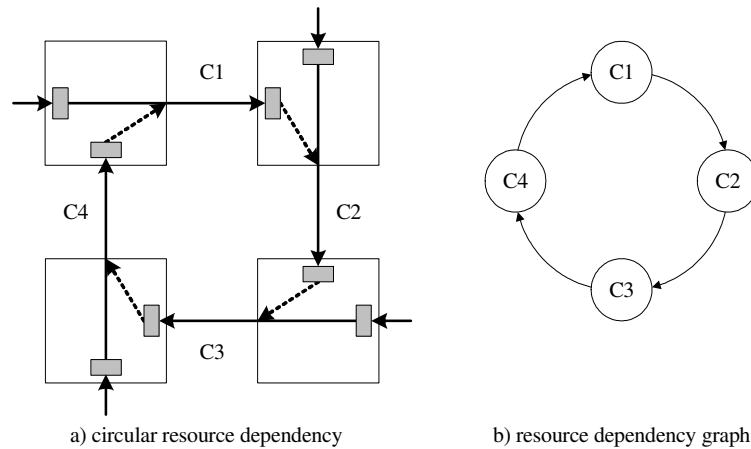 C1
C2
C3
C4
a) circular resource dependency
C1
C2
C3
C4
b) resource dependency graph